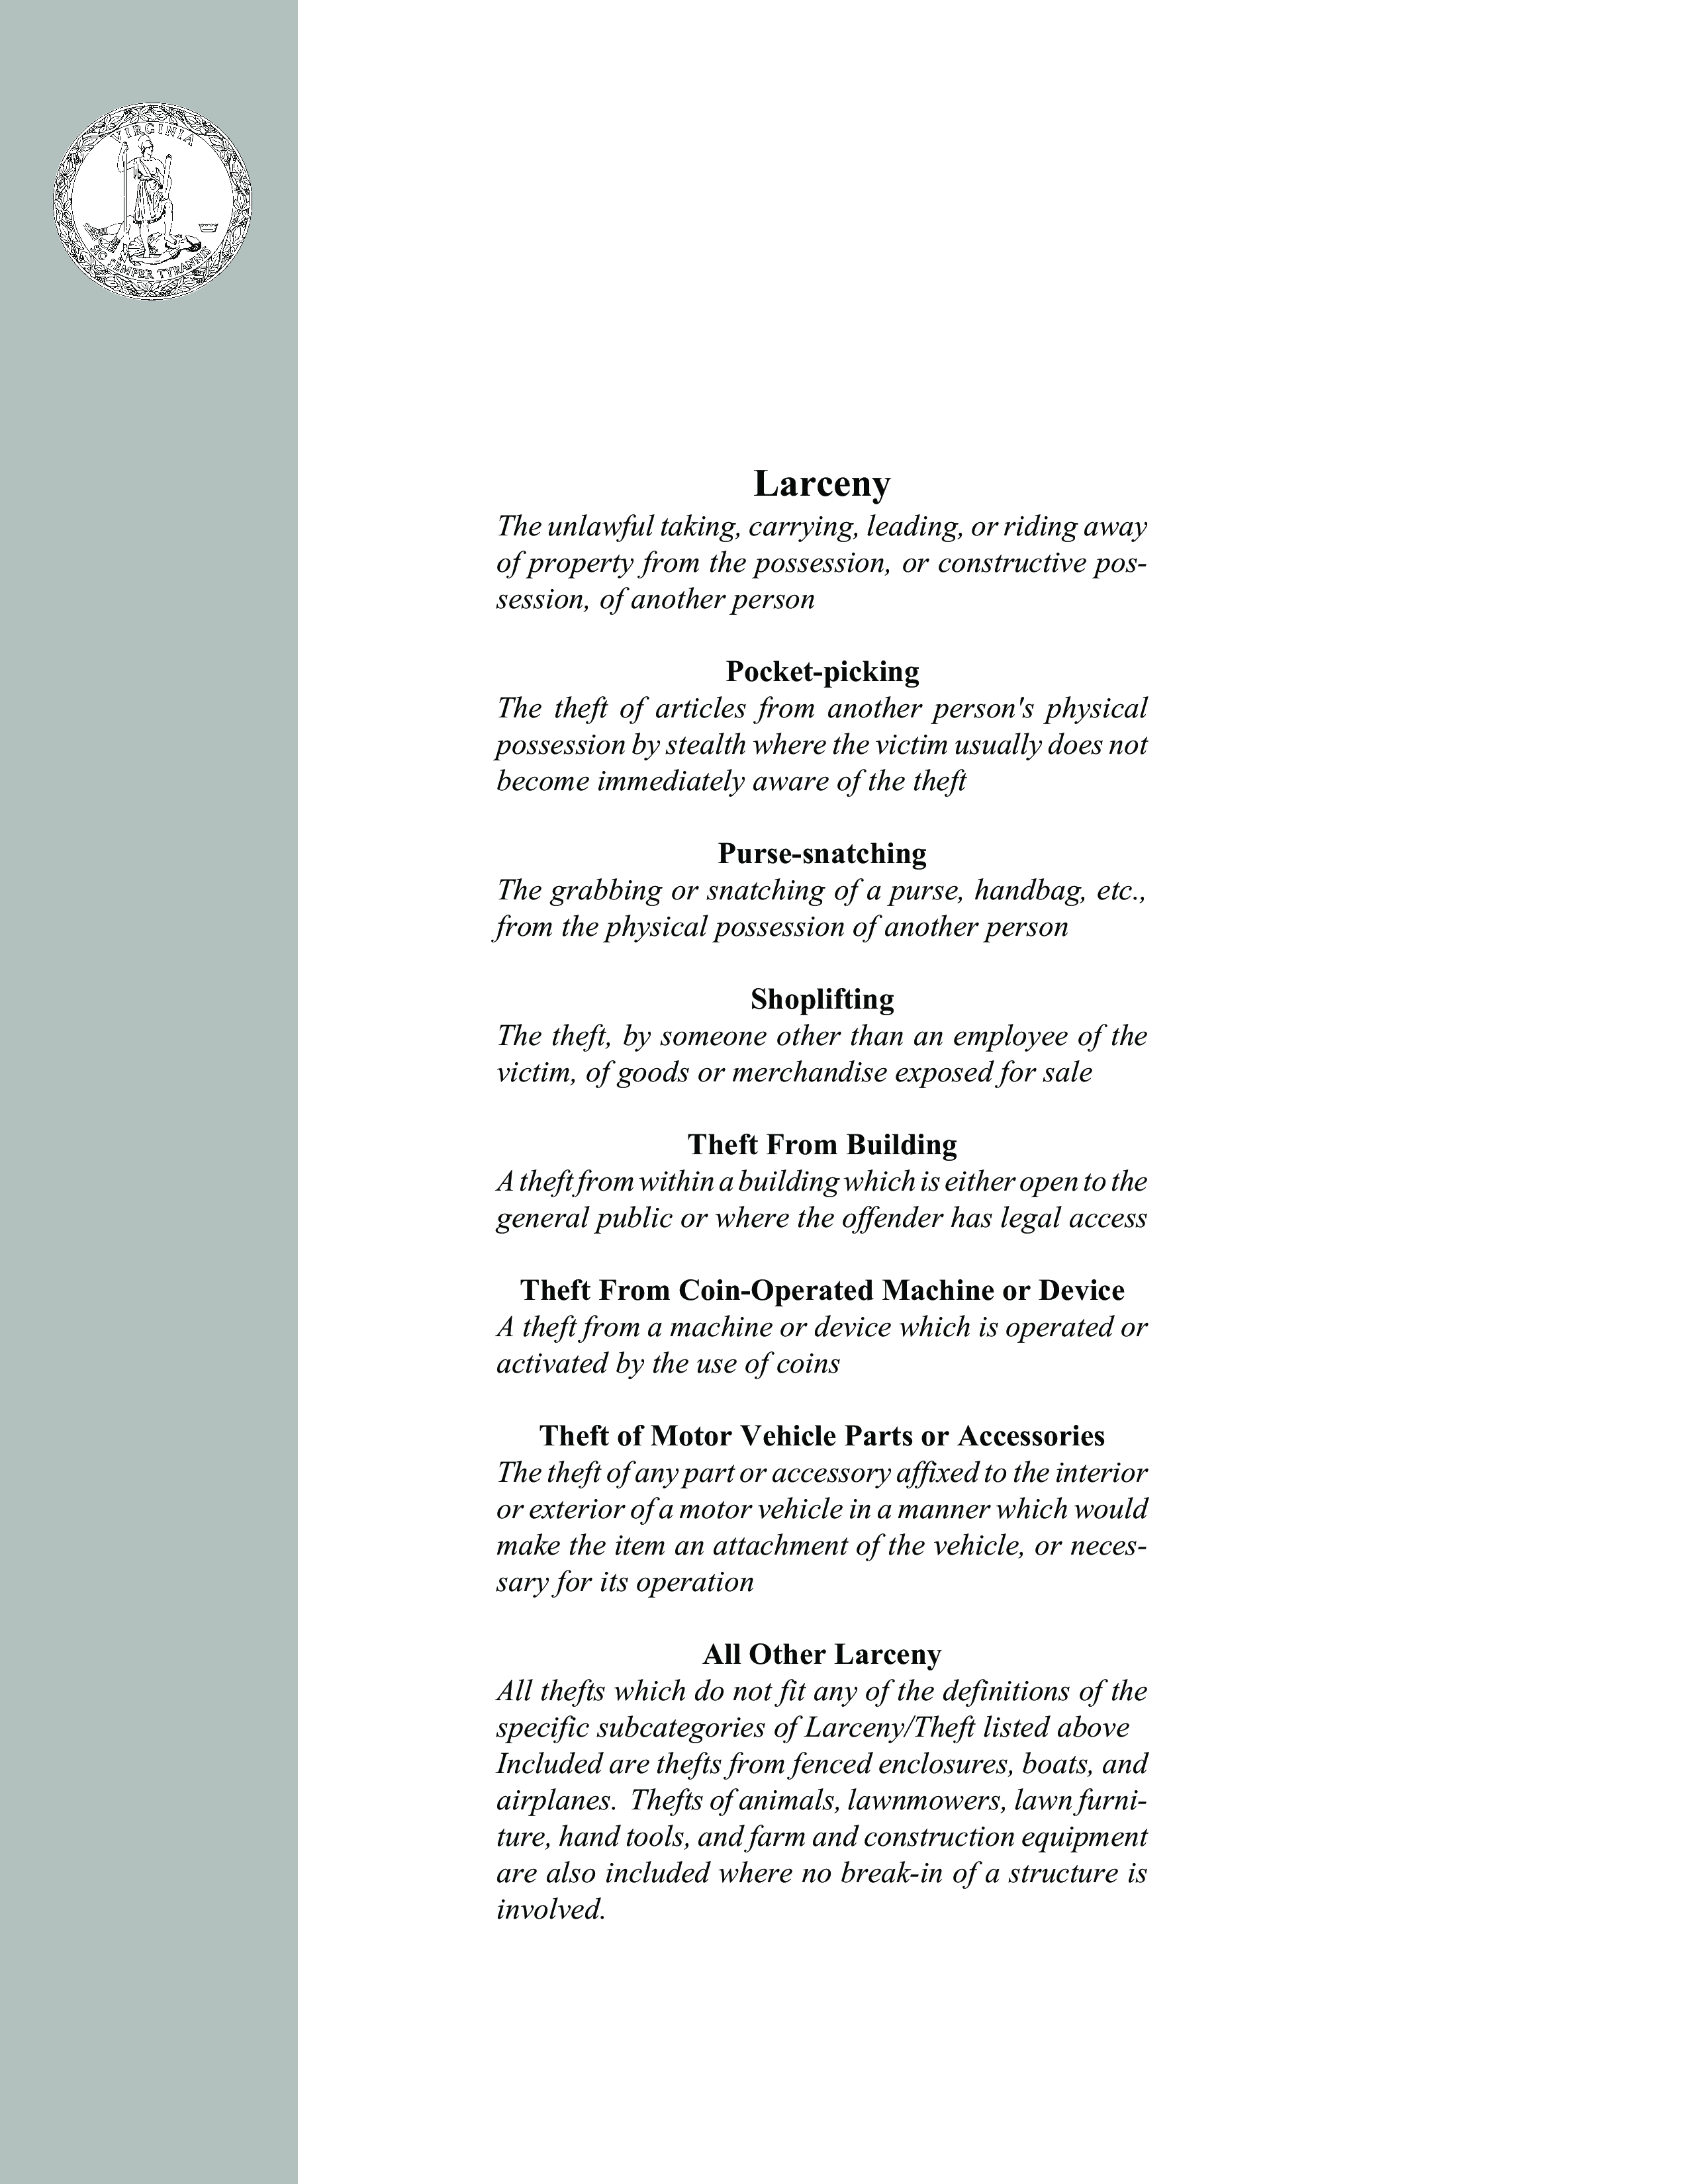 VIRGINIA
SIC SEMPER TYRANNIS
Larceny
The unlawful taking, carrying, leading, or riding away
of property from the possession, or constructive pos-
session, of another person
Pocket-picking
The theft of articles from another person's physical
possession by stealth where the victim usually does not
become immediately aware of the theft
Purse-snatching
The grabbing or snatching of a purse, handbag, etc.,
from the physical possession of another person
Shoplifting
The theft, by someone other than an employee of the
victim, of goods or merchandise exposed for sale
Theft From Building
A theft from within a building which is either open to the
general public or where the offender has legal access
Theft From Coin-Operated Machine or Device
A theft from a machine or device which is operated or
activated by the use of coins
Theft of Motor Vehicle Parts or Accessories
The theft of any part or accessory affixed to the interior
or exterior of a motor vehicle in a manner which would
make the item an attachment of the vehicle, or neces-
sary for its operation
All Other Larceny
All thefts which do not fit any of the definitions of the
specific subcategories of Larceny/Theft listed above
Included are thefts from fenced enclosures, boats, and
airplanes.  Thefts of animals, lawnmowers, lawn furni-
ture, hand tools, and farm and construction equipment
are also included where no break-in of a structure is
involved.